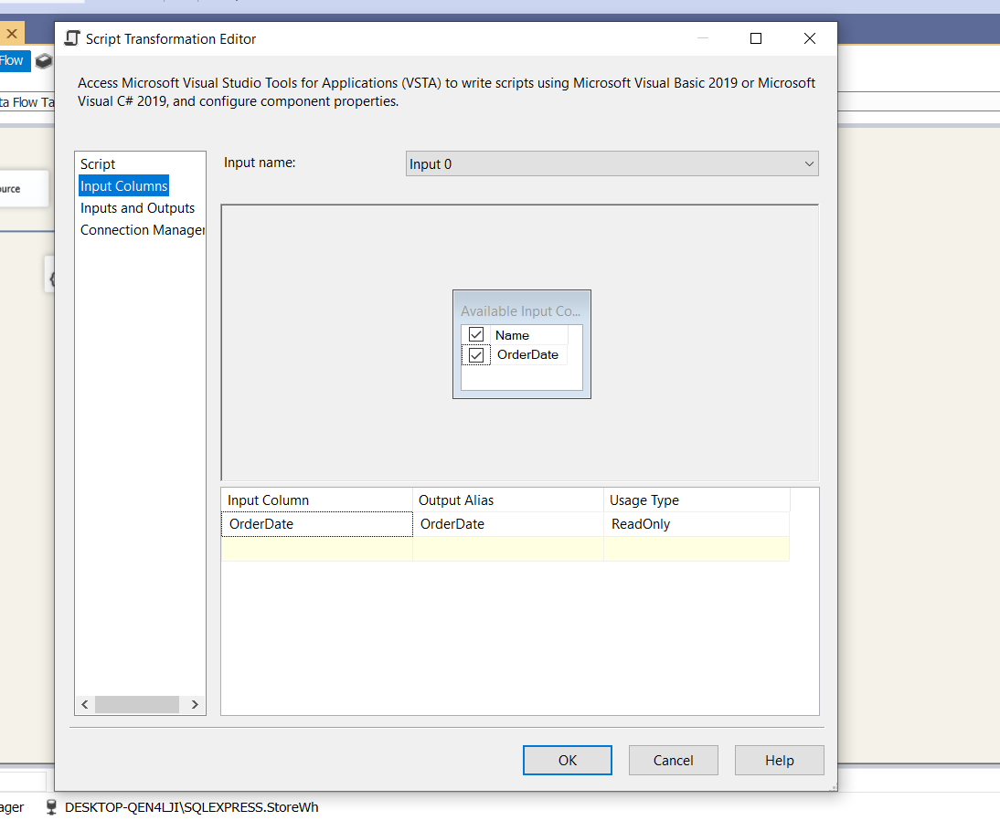 Script Transformation Editor
Flow
Access Microsoft Visual Studio Tools for Applications (VSTA) to write scripts using Microsoft Visual Basic 2019 or Microsoft
Visual C# 2019, and configure component properties.
ta Flow Ta
Script
Input Columns
Inputs and Outputs
Connection Manager
Input name:
Input 0
ource
Available Input Co...
Name
OrderDate
Input Column Output Alias Usage Type
OrderDate OrderDate ReadOnly
OK Cancel Help
ager
DESKTOP-QEN4LJI\SQLEXPRESS.StoreWh